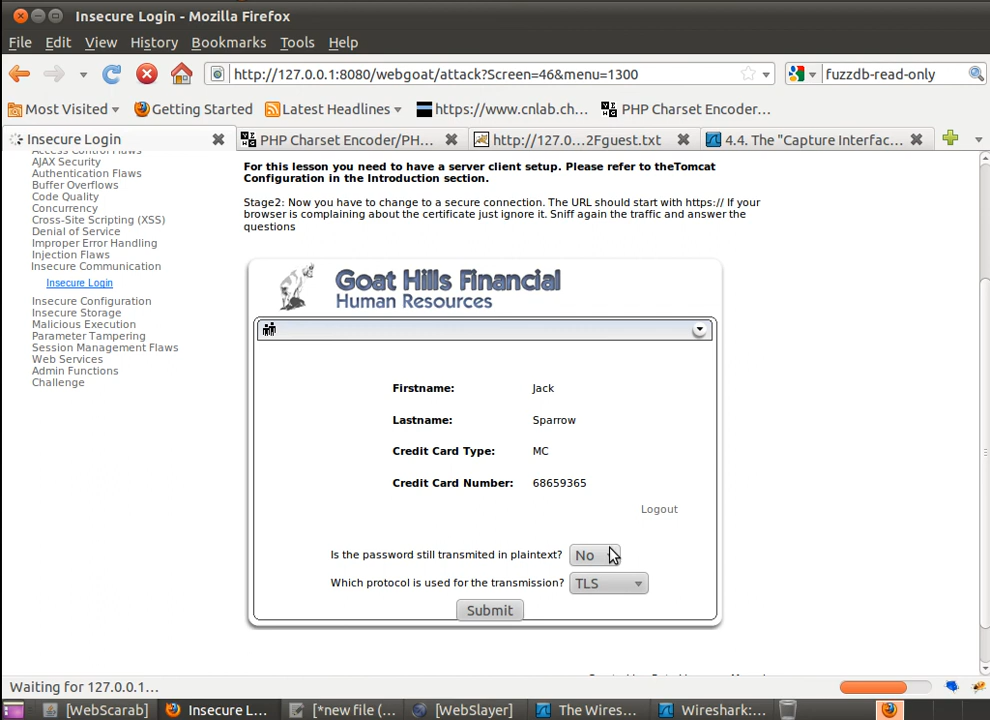 Insecure Login - Mozilla Firefox
File Edit View History Bookmarks Tools Help
http://127.0.0.1:8080/webgoat/attack?Screen=46&menu=1300
fuzzdb-read-only
Most Visited Getting Started Latest Headlines https://www.cnlab.ch... PHP Charset Encoder...
Insecure Login PHP Charset Encoder/PH... http://127.0...2Fguest.txt 4.4. The "Capture Interfac...
Access Control Flaws
AJAX Security
Authentication Flaws
Buffer Overflows
Code Quality
Concurrency
Cross-Site Scripting (XSS)
Denial of Service
Improper Error Handling
Injection Flaws
Insecure Communication
Insecure Login
Insecure Configuration
Insecure Storage
Malicious Execution
Parameter Tampering
Session Management Flaws
Web Services
Admin Functions
Challenge
For this lesson you need to have a server client setup. Please refer to theTomcat
Configuration in the Introduction section.
Stage2: Now you have to change to a secure connection. The URL should start with https:// If your
browser is complaining about the certificate just ignore it. Sniff again the traffic and answer the
questions
Goat Hills Financial
Human Resources
Firstname: Jack
Lastname: Sparrow
Credit Card Type: MC
Credit Card Number: 68659365
Logout
Is the password still transmited in plaintext? No
Which protocol is used for the transmission? TLS
Submit
Waiting for 127.0.0.1...
[WebScarab] Insecure L... [*new file (... [WebSlayer] The Wires... Wireshark:...